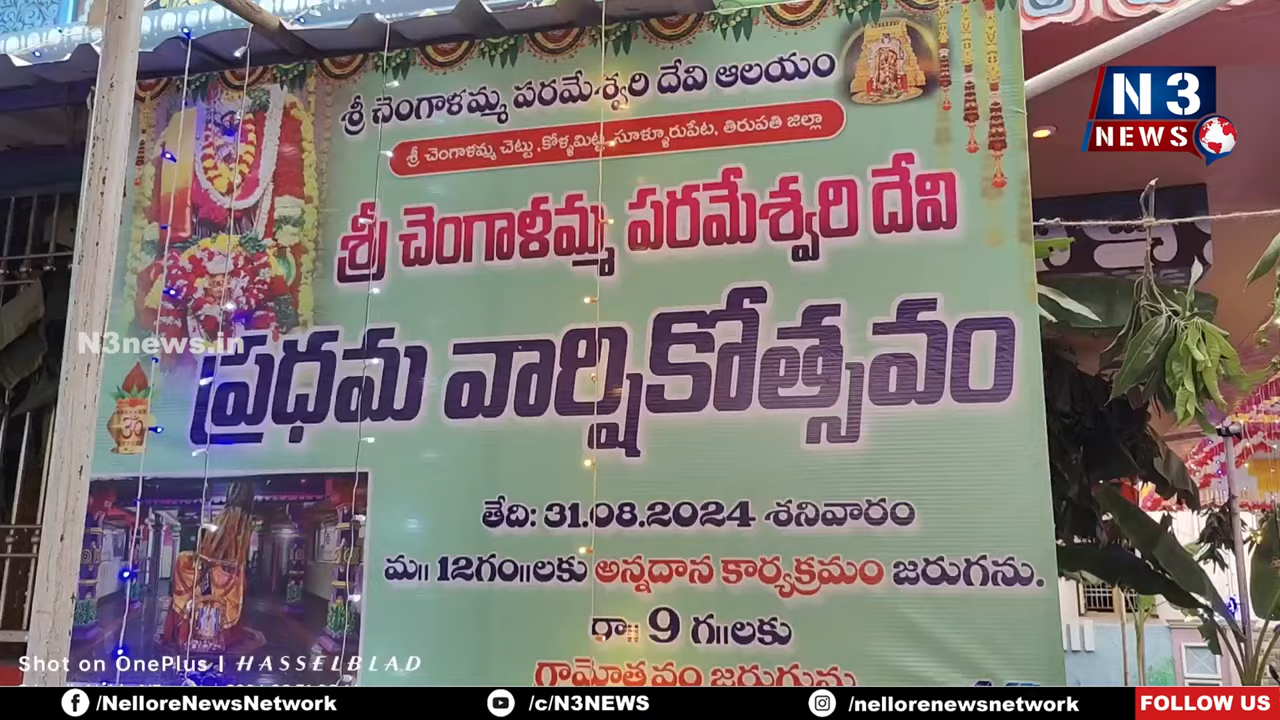 శ్రీ చెంగాళమ్మ పరమేశ్వరి దేవి ఆలయం
శ్రీ చెంగాళమ్మ చెట్టు ,కోళ్ళమిట్ట, సూళ్ళూరుపేట, తిరుపతి జిల్లా
శ్రీ చెంగాళమ్మ పరమేశ్వరి దేవి
ప్రధమ వార్షికోత్సవం
తేది: 31.08.2024 శనివారం
మ॥ 12గం॥లకు అన్నదాన కార్యక్రమం జరుగను.
రా॥ 9 గ॥లకు
గ్రామోత్సవం జరుగును
N3
NEWS
N3news.in
Shot on OnePlus | HASSELBLAD
/NelloreNewsNetwork
/c/N3NEWS
/nellorenewsnetwork
FOLLOW US